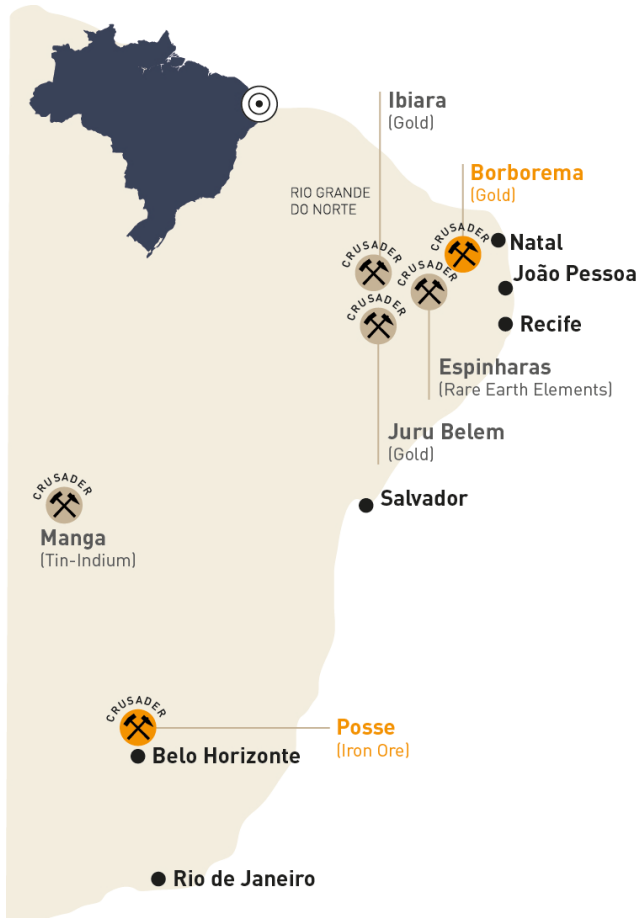 Ibiara
(Gold)
Borborema
(Gold)
RIO GRANDE
DO NORTE
CRUSADER
Natal
CRUSADER
CRUSADER
João Pessoa
CRUSADER
Recife
Espinharas
(Rare Earth Elements)
Juru Belem
(Gold)
CRUSADER
Salvador
Manga
(Tin-Indium)
CRUSADER
Posse
(Iron Ore)
Belo Horizonte
Rio de Janeiro